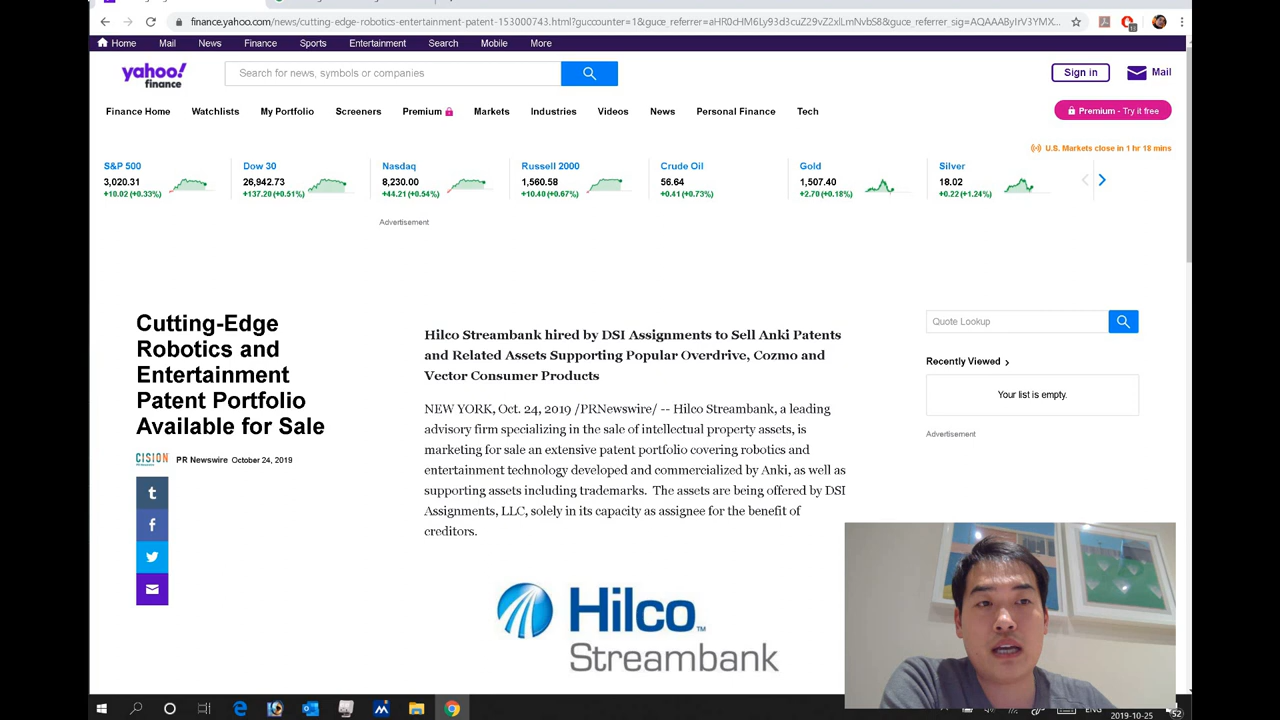 finance.yahoo.com/news/cutting-edge-robotics-entertainment-patent-153000743.html?guccounter=1&guce_referrer=aHR0cHM6Ly93d3cuZ29vZ2xlLmNvbS8&guce_referrer_sig=AQAAAByIrV3YMX...
Home Mail News Finance Sports Entertainment Search Mobile More
yahoo!
finance
Search for news, symbols or companies
Sign in
Mail
Finance Home Watchlists My Portfolio Screeners Premium Markets Industries Videos News Personal Finance Tech
Premium - Try it free
U.S. Markets close in 1 hr 18 mins
S&P 500 Dow 30 Nasdaq Russell 2000 Crude Oil Gold Silver
3,020.31 26,942.73 8,230.00 1,560.58 56.64 1,507.40 18.02
+10.02 (+0.33%) +137.20 (+0.51%) +44.21 (+0.54%) +10.40 (+0.67%) +0.41 (+0.73%) +2.70 (+0.18%) +0.22 (+1.24%)
Advertisement
Cutting-Edge
Robotics and
Entertainment
Patent Portfolio
Available for Sale
CISION PR Newswire October 24, 2019
Hilco Streambank hired by DSI Assignments to Sell Anki Patents
and Related Assets Supporting Popular Overdrive, Cozmo and
Vector Consumer Products
NEW YORK, Oct. 24, 2019 /PRNewswire/ -- Hilco Streambank, a leading
advisory firm specializing in the sale of intellectual property assets, is
marketing for sale an extensive patent portfolio covering robotics and
entertainment technology developed and commercialized by Anki, as well as
supporting assets including trademarks. The assets are being offered by DSI
Assignments, LLC, solely in its capacity as assignee for the benefit of
creditors.
Hilco™
Streambank
Quote Lookup
Recently Viewed
Your list is empty.
Advertisement
ENG
2019-10-25
52